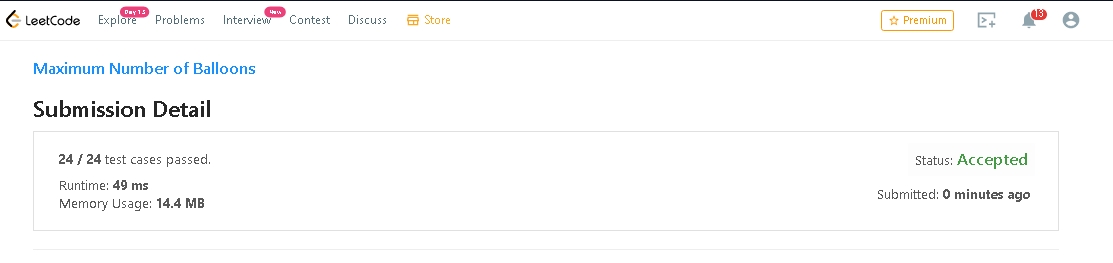 LeetCode Explore Day 13 Problems Interview New Contest Discuss Store Premium 13
Maximum Number of Balloons
Submission Detail
24 / 24 test cases passed.
Status: Accepted
Runtime: 49 ms
Submitted: 0 minutes ago
Memory Usage: 14.4 MB